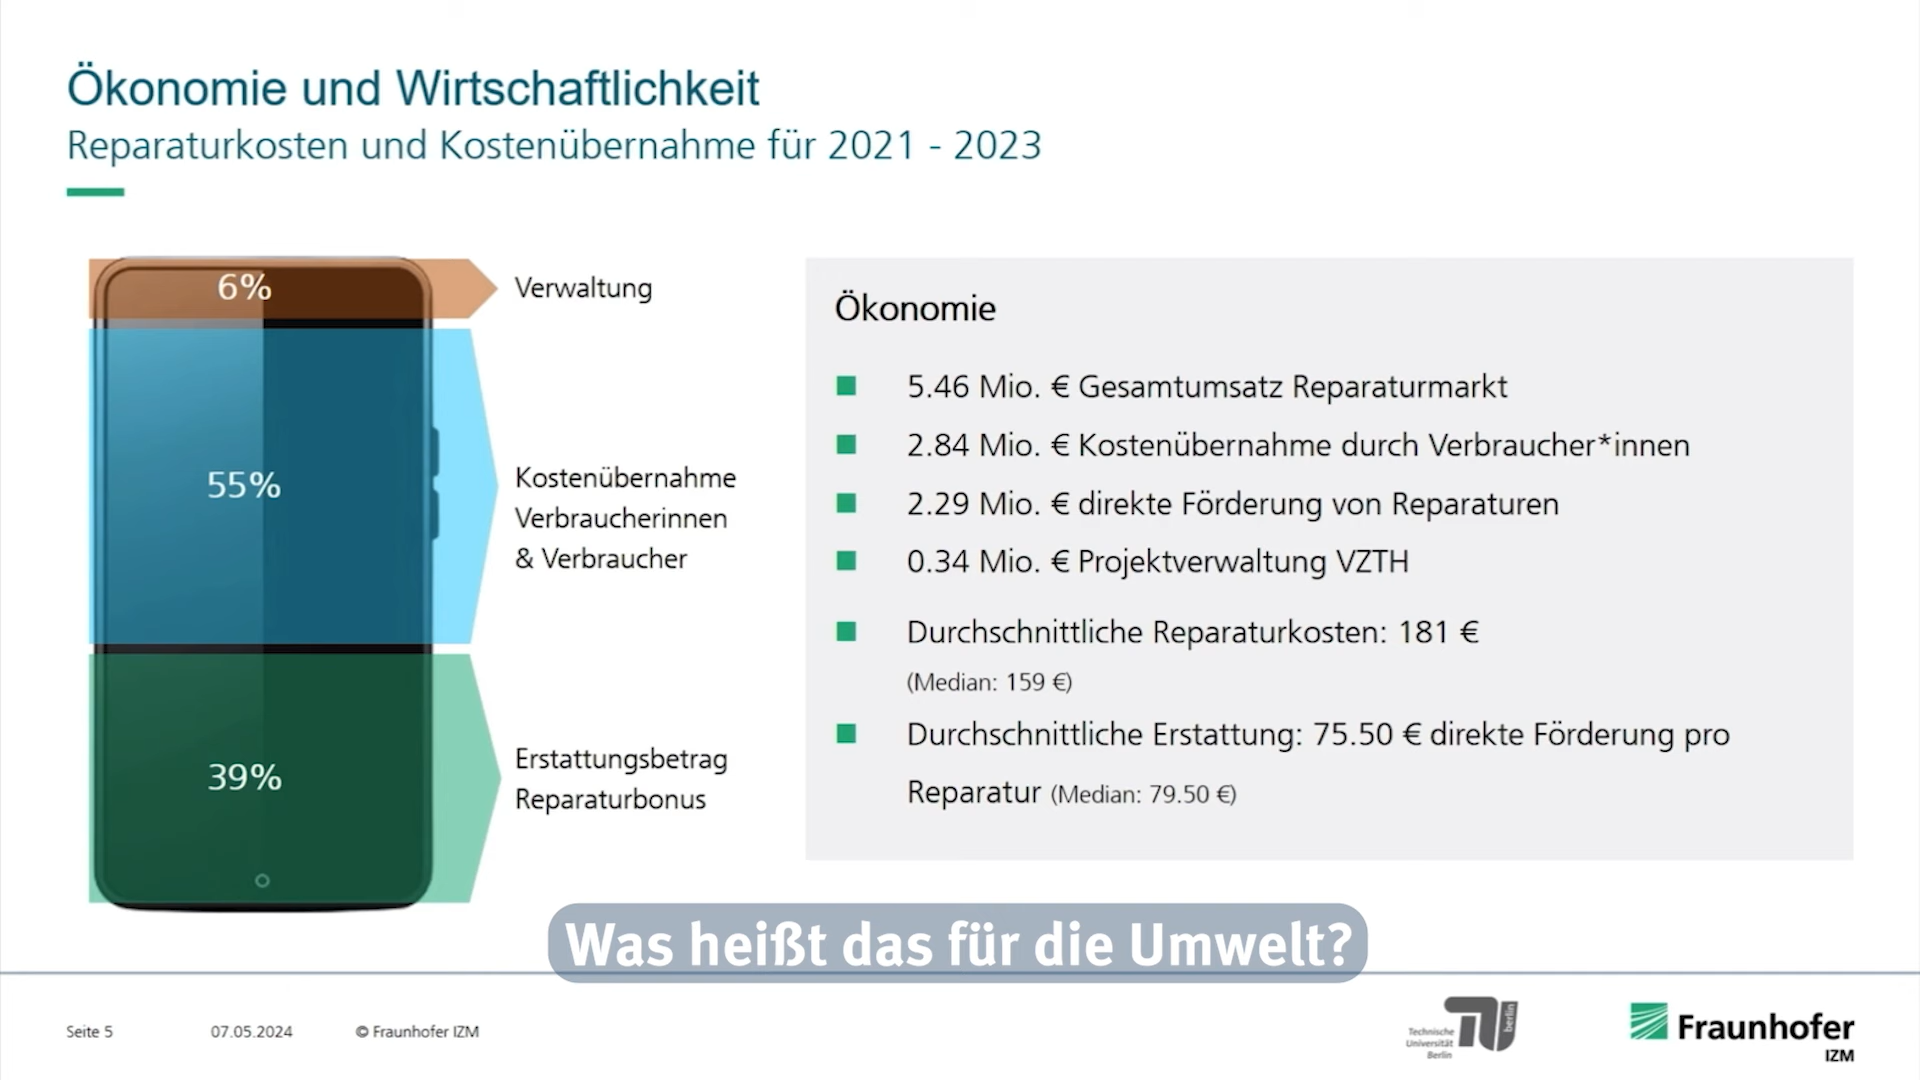 Ökonomie und Wirtschaftlichkeit
Reparaturkosten und Kostenübernahme für 2021 - 2023
6%
Verwaltung
55%
Kostenübernahme
Verbraucherinnen
& Verbraucher
39%
Erstattungsbetrag
Reparaturbonus
Ökonomie
5.46 Mio. € Gesamtumsatz Reparaturmarkt
2.84 Mio. € Kostenübernahme durch Verbraucher*innen
2.29 Mio. € direkte Förderung von Reparaturen
0.34 Mio. € Projektverwaltung VZTH
Durchschnittliche Reparaturkosten: 181 €
(Median: 159 €)
Durchschnittliche Erstattung: 75.50 € direkte Förderung pro
Reparatur (Median: 79.50 €)
Was heißt das für die Umwelt?
Seite 5
07.05.2024
© Fraunhofer IZM
Technische
Universität
Berlin
berlin
Fraunhofer
IZM